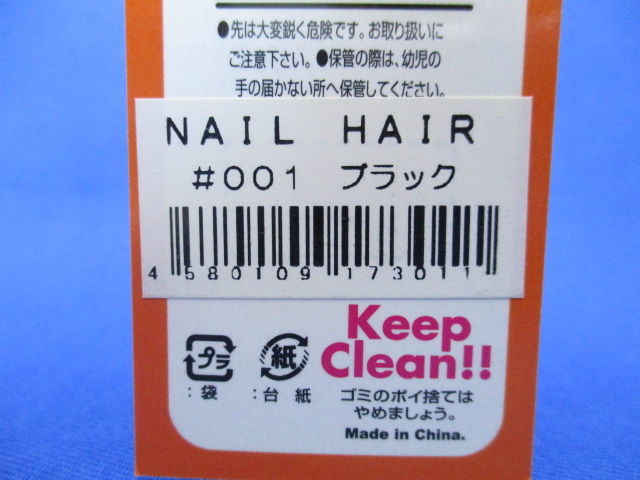 ●先は大変鋭く危険です。お取り扱いに
ご注意下さい。●保管の際は、幼児の
手の届かない所へ保管してください。
NAIL HAIR
#001 ブラック
4 580109 173011
プラ
紙
:袋
:台紙
Keep
Clean!!
ゴミのポイ捨ては
やめましょう。
Made in China.